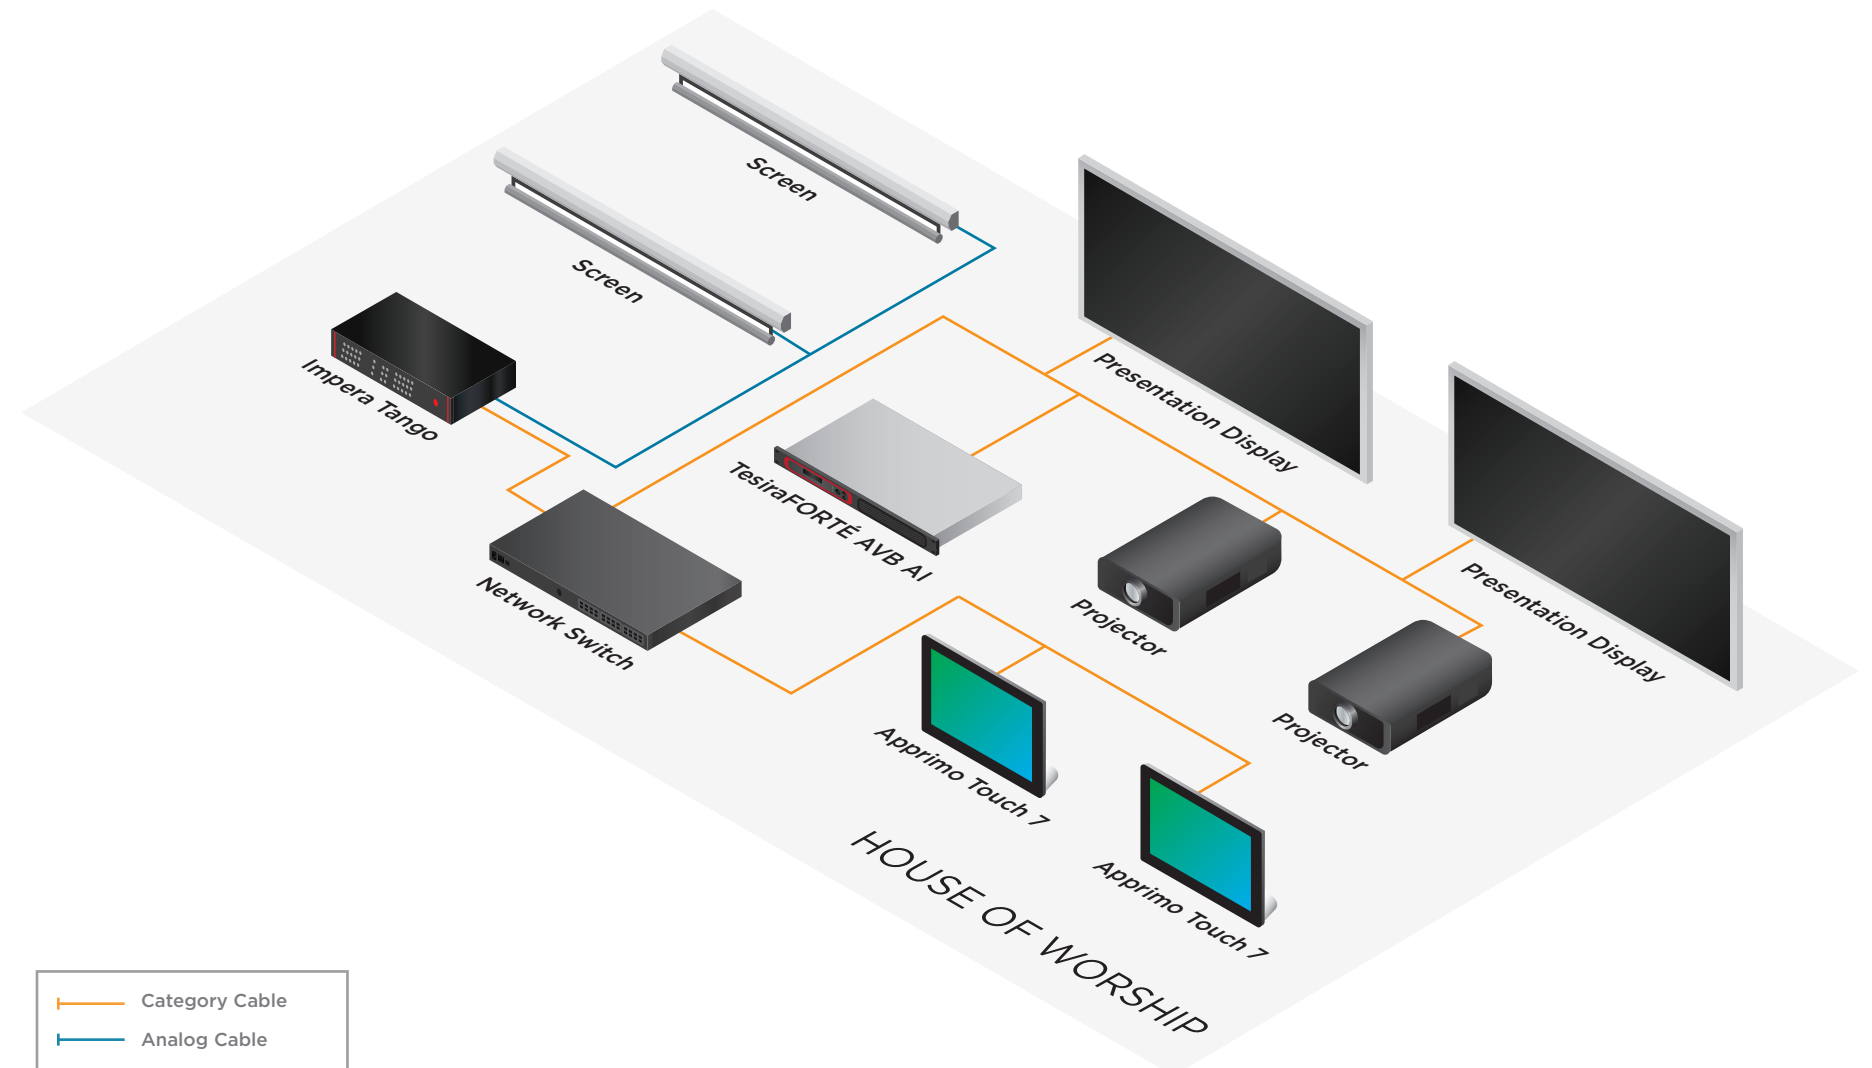 Screen
Screen
Impera Tango
Presentation Display
TesiraFORTÉ AVB AI
Presentation Display
Network Switch
Projector
Projector
Apprimo Touch 7
Apprimo Touch 7
HOUSE OF WORSHIP
Category Cable
Analog Cable